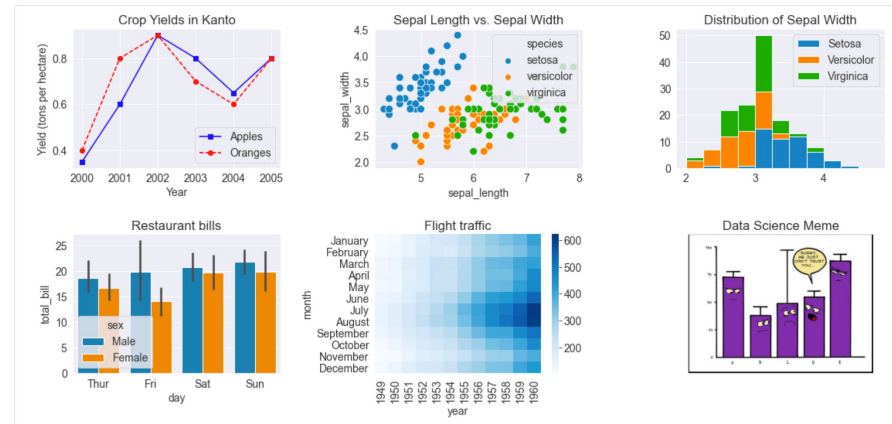 Crop Yields in Kanto
Yield (tons per hectare)
0.8
0.6
0.4
Apples
Oranges
2000 2001 2002 2003 2004 2005
Year
Sepal Length vs. Sepal Width
sepal_width
4.5
4.0
3.5
3.0
2.5
2.0
species
setosa
versicolor
virginica
5 6 7 8
sepal_length
Distribution of Sepal Width
50
40
30
20
10
0
Setosa
Versicolor
Virginica
2 3 4
Restaurant bills
total_bill
25
20
15
10
5
0
sex
Male
Female
Thur Fri Sat Sun
day
Flight traffic
month
January
February
March
April
May
June
July
August
September
October
November
December
1949 1950 1951 1952 1953 1954 1955 1956 1957 1958 1959 1960
year
600
500
400
300
200
Data Science Meme
SORRY,
WE JUST
CAN'T TRUST
YOU...